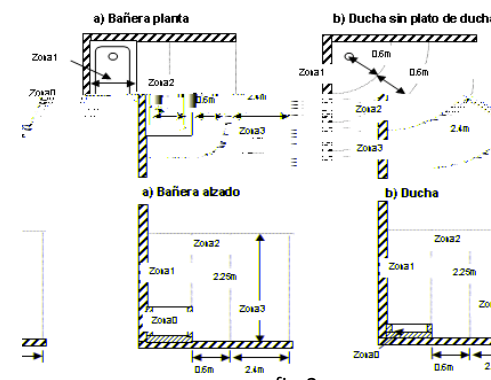 a) Bañera planta
b) Ducha sin plato de ducha
Zona1
Zona2
Zona0
0.6m
2.4m
Zona3
Zona1
0.6m
0.6m
Zona2
2.4m
Zona3
a) Bañera alzado
b) Ducha
Zona2
Zona1
2.25m
Zona3
Zona0
0.6m
2.4m
Zona2
Zona1
2.25m
Zona0
0.6m